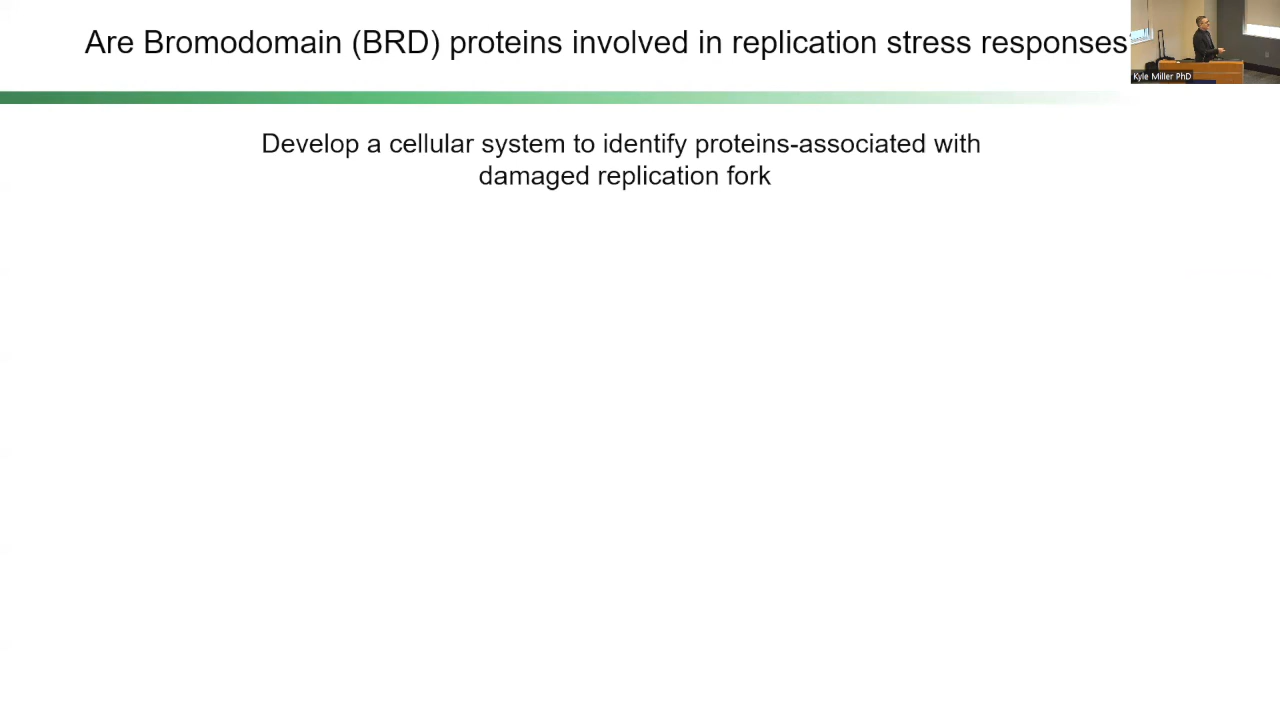 Are Bromodomain (BRD) proteins involved in replication stress responses
Kyle Miller PhD
Develop a cellular system to identify proteins-associated with
damaged replication fork